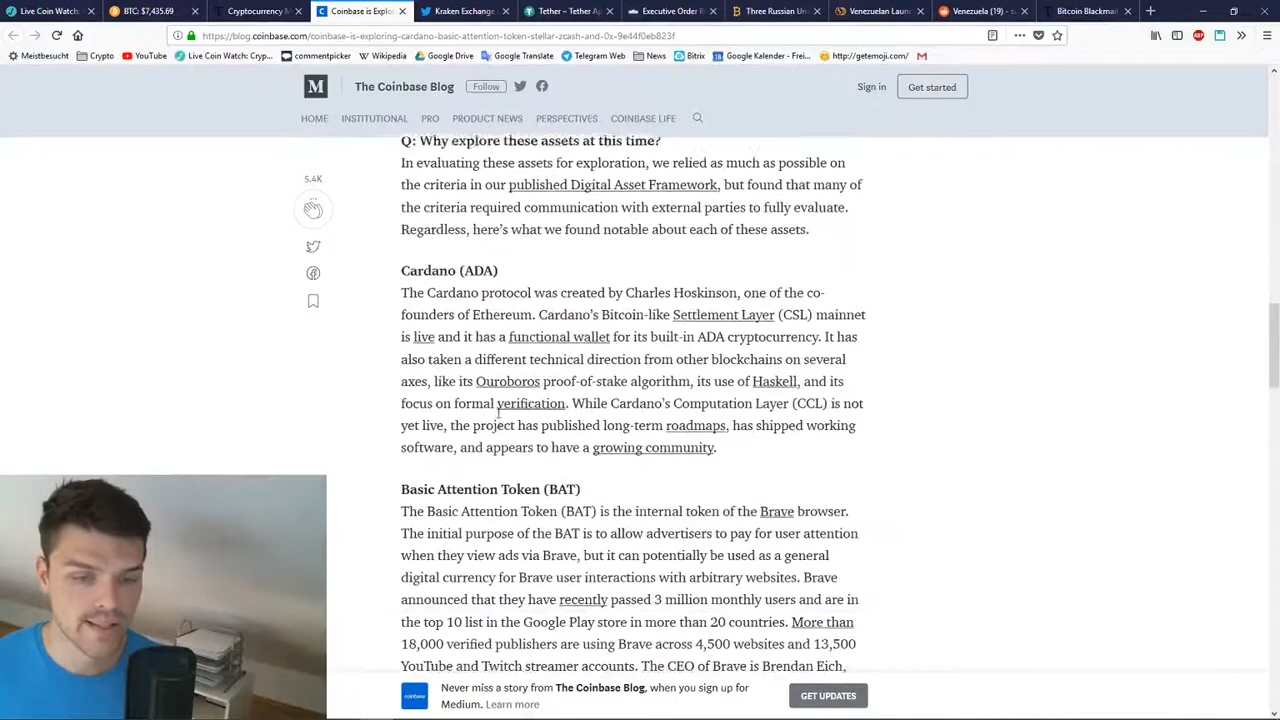 Live Coin Watch:
BTC: $7,435.69
Cryptocurrency M
Coinbase is Explo
Kraken Exchange
Tether – Tether Ap
Executive Order R
Three Russian Un
Venezuelan Laun
Venezuela (19) - s
Bitcoin Blackmail
https://blog.coinbase.com/coinbase-is-exploring-cardano-basic-attention-token-stellar-zcash-and-0x-9e44f0eb823f
Meistbesucht
Crypto
YouTube
Live Coin Watch: Cryp...
commentpicker
Wikipedia
Google Drive
Google Translate
Telegram Web
News
Bitrix
Google Kalender - Frei...
http://getemoji.com/
M The Coinbase Blog Follow
Sign in Get started
HOME INSTITUTIONAL PRO PRODUCT NEWS PERSPECTIVES COINBASE LIFE
5.4K
Q: Why explore these assets at this time?
In evaluating these assets for exploration, we relied as much as possible on
the criteria in our published Digital Asset Framework, but found that many of
the criteria required communication with external parties to fully evaluate.
Regardless, here's what we found notable about each of these assets.
Cardano (ADA)
The Cardano protocol was created by Charles Hoskinson, one of the co-
founders of Ethereum. Cardano's Bitcoin-like Settlement Layer (CSL) mainnet
is live and it has a functional wallet for its built-in ADA cryptocurrency. It has
also taken a different technical direction from other blockchains on several
axes, like its Ouroboros proof-of-stake algorithm, its use of Haskell, and its
focus on formal verification. While Cardano's Computation Layer (CCL) is not
yet live, the project has published long-term roadmaps, has shipped working
software, and appears to have a growing community.
Basic Attention Token (BAT)
The Basic Attention Token (BAT) is the internal token of the Brave browser.
The initial purpose of the BAT is to allow advertisers to pay for user attention
when they view ads via Brave, but it can potentially be used as a general
digital currency for Brave user interactions with arbitrary websites. Brave
announced that they have recently passed 3 million monthly users and are in
the top 10 list in the Google Play store in more than 20 countries. More than
18,000 verified publishers are using Brave across 4,500 websites and 13,500
YouTube and Twitch streamer accounts. The CEO of Brave is Brendan Eich,
coinbase
Never miss a story from The Coinbase Blog, when you sign up for
Medium. Learn more
GET UPDATES